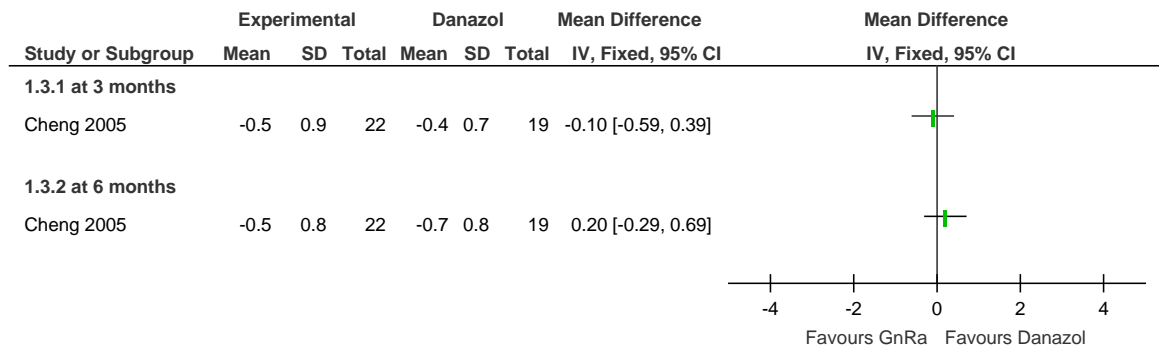 Experimental Danazol Mean Difference Mean Difference
Study or Subgroup Mean SD Total Mean SD Total IV, Fixed, 95% CI IV, Fixed, 95% CI
1.3.1 at 3 months
Cheng 2005 -0.5 0.9 22 -0.4 0.7 19 -0.10 [-0.59, 0.39]
1.3.2 at 6 months
Cheng 2005 -0.5 0.8 22 -0.7 0.8 19 0.20 [-0.29, 0.69]
-4 -2 0 2 4
Favours GnRa Favours Danazol